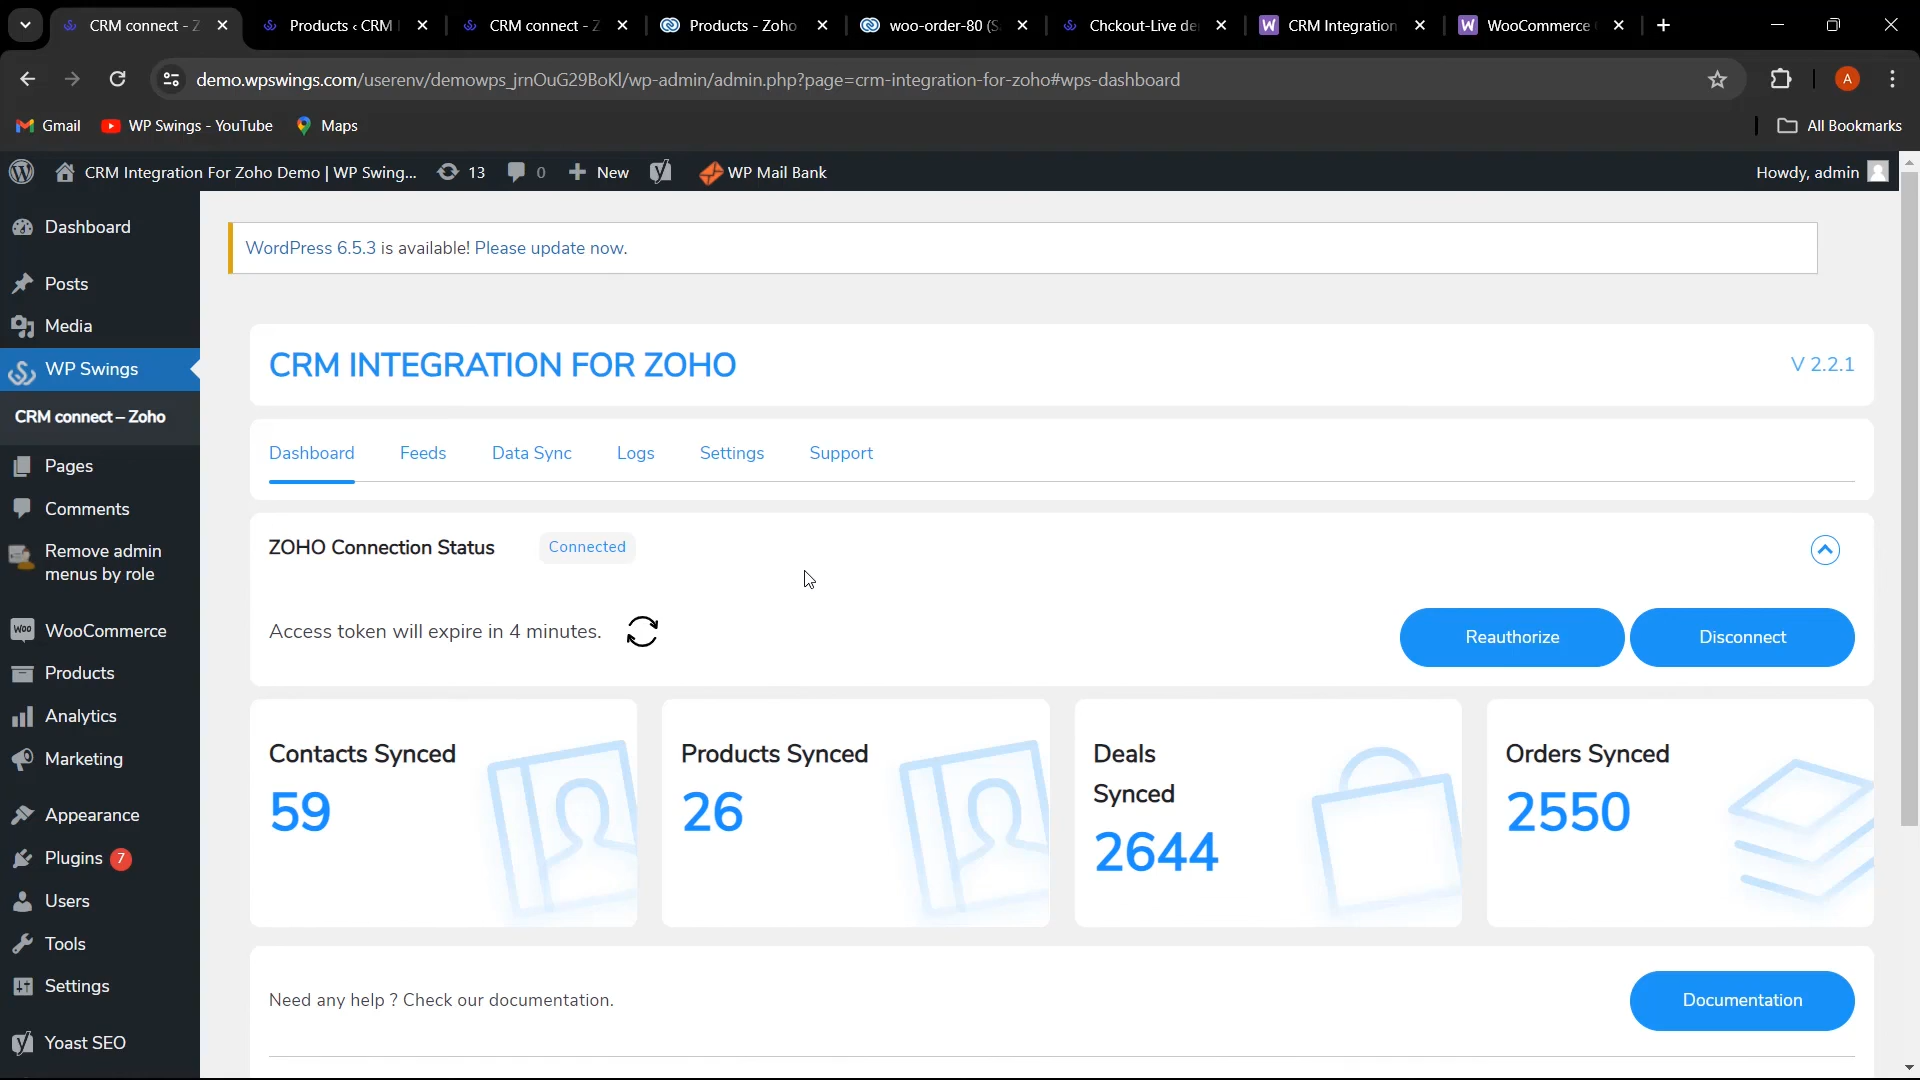 CRM connect - Z
Products ‹ CRM
CRM connect - Z
Products - Zoho
woo-order-80 (S
Chckout-Live de
CRM Integration
WooCommerce
demo.wpswings.com/userenv/demowps_jrnOuG29BoKl/wp-admin/admin.php?page=crm-integration-for-zoho#wps-dashboard
A
Gmail
WP Swings - YouTube
Maps
All Bookmarks
CRM Integration For Zoho Demo | WP Swing...
13
0
New
WP Mail Bank
Howdy, admin
Dashboard
Posts
Media
WP Swings
CRM connect – Zoho
Pages
Comments
Remove admin
menus by role
WooCommerce
Products
Analytics
Marketing
Appearance
Plugins 7
Users
Tools
Settings
Yoast SEO
WordPress 6.5.3 is available! Please update now.
CRM INTEGRATION FOR ZOHO
V 2.2.1
Dashboard
Feeds
Data Sync
Logs
Settings
Support
ZOHO Connection Status
Connected
Access token will expire in 4 minutes.
Reauthorize
Disconnect
Contacts Synced
59
Products Synced
26
Deals
Synced
2644
Orders Synced
2550
Need any help ? Check our documentation.
Documentation